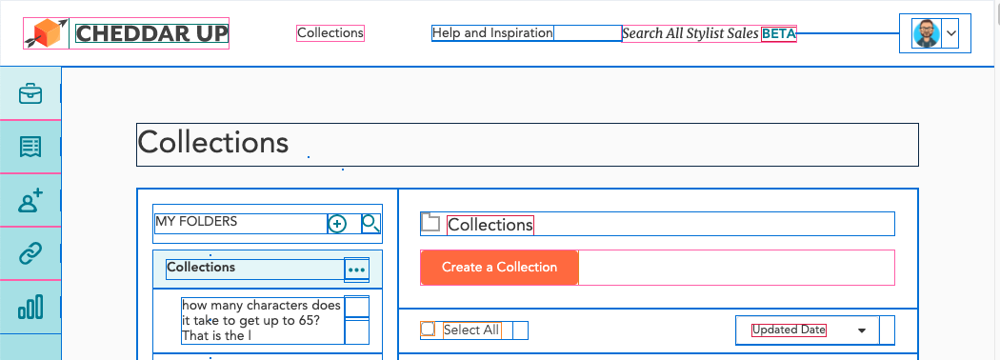 CHEDDAR UP
Collections
Help and Inspiration
Search All Stylist Sales BETA
Collections
MY FOLDERS
Collections
how many characters does
it take to get up to 65?
That is the l
Collections
Create a Collection
Select All
Updated Date